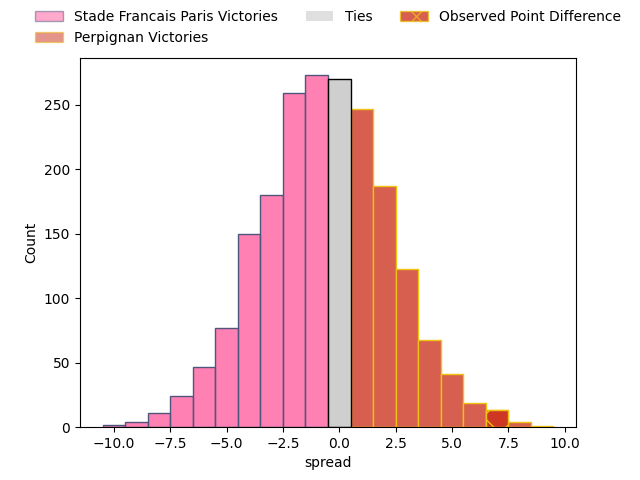 Stade Francais Paris Victories
Ties
Observed Point Difference
Perpignan Victories
Count
250
200
150
100
50
0
−10.0
−7.5
−5.0
−2.5
0.0
2.5
5.0
7.5
10.0
spread